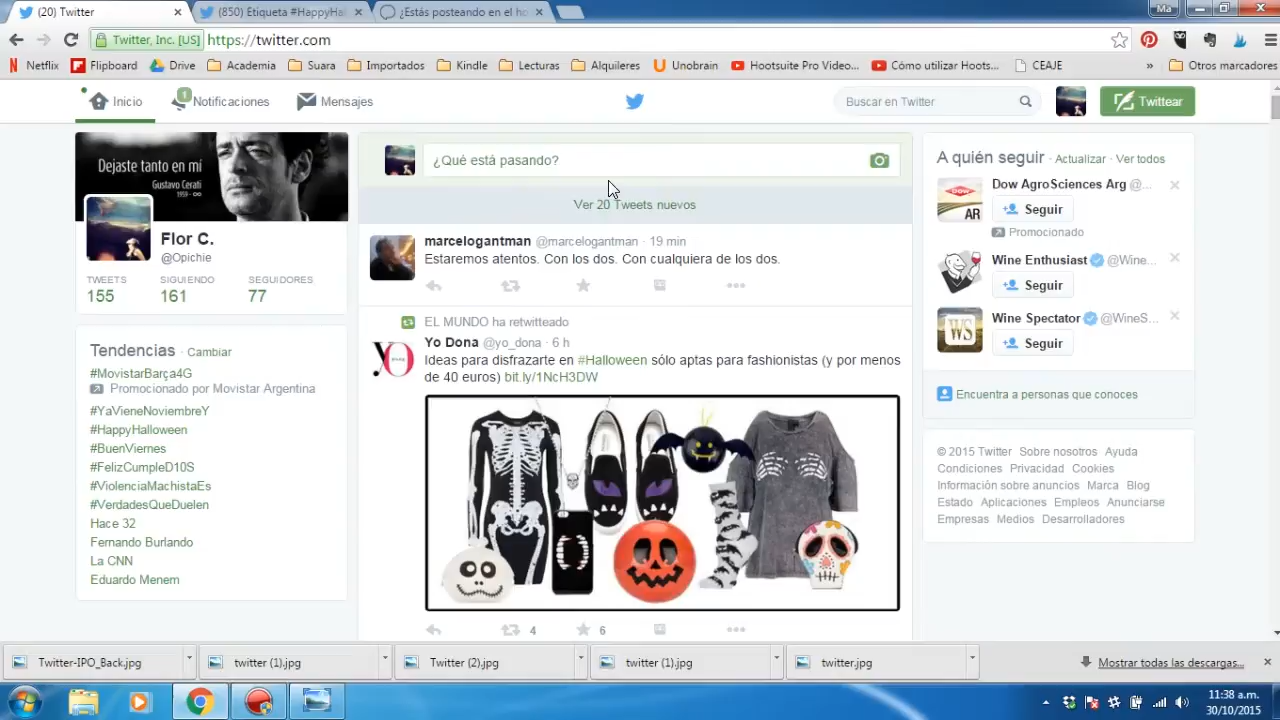 (20) Twitter
(850) Etiqueta #HappyHal
¿Estás posteando en el ho
Ma
Twitter, Inc. [US]
https://twitter.com
Netflix
Flipboard
Drive
Academia
Suara
Importados
Kindle
Lecturas
Alquileres
Unobrain
Hootsuite Pro Video...
Cómo utilizar Hoots...
CEAJE
»
Otros marcadores
Inicio
1
Notificaciones
Mensajes
Buscar en Twitter
Twittear
Dejaste tanto en mí
Gustavo Cerati
1959 - ∞
Flor C.
@Opichie
TWEETS
SIGUIENDO
SEGUIDORES
155
161
77
Tendencias · Cambiar
#MovistarBarça4G
Promocionado por Movistar Argentina
#YaVieneNoviembreY
#HappyHalloween
#BuenViernes
#FelizCumpleD10S
#ViolenciaMachistaEs
#VerdadesQueDuelen
Hace 32
Fernando Burlando
La CNN
Eduardo Menem
¿Qué está pasando?
Ver 20 Tweets nuevos
marcelogantman @marcelogantman · 19 min
Estaremos atentos. Con los dos. Con cualquiera de los dos.
EL MUNDO ha retwitteado
YO
Yo Dona @yo_dona · 6 h
Ideas para disfrazarte en #Halloween sólo aptas para fashionistas (y por menos
de 40 euros) bit.ly/1NcH3DW
4
6
A quién seguir · Actualizar · Ver todos
Dow
AR
Dow AgroSciences Arg @...
Seguir
Promocionado
Wine Enthusiast @Wine...
Seguir
WS
Wine Spectator @WineS...
Seguir
Encuentra a personas que conoces
© 2015 Twitter Sobre nosotros Ayuda
Condiciones Privacidad Cookies
Información sobre anuncios Marca Blog
Estado Aplicaciones Empleos Anunciarse
Empresas Medios Desarrolladores
Twitter-IPO_Back.jpg
twitter (1).jpg
Twitter (2).jpg
twitter (1).jpg
twitter.jpg
Mostrar todas las descargas...
11:38 a.m.
30/10/2015